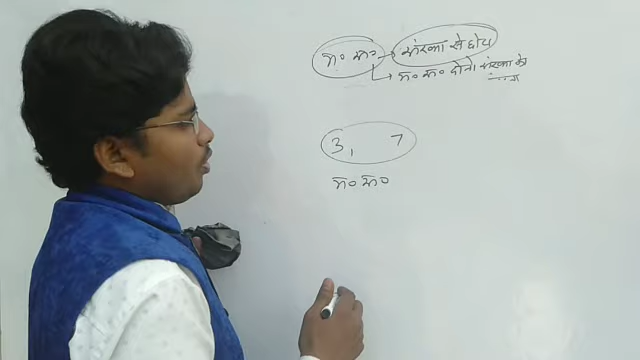 म० स० → संख्या से छोटा
→ म० स० दोनों संख्या के
3, 7
म० स०